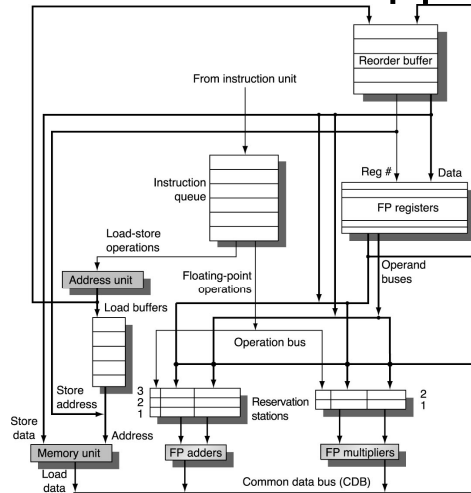 Reorder buffer
From instruction unit
Reg #
Data
Instruction
queue
FP registers
Load-store
operations
Floating-point
operations
Operand
buses
Address unit
Load buffers
Operation bus
Store
address
3
2
1
Reservation
stations
2
1
Store
data
Address
Memory unit
FP adders
FP multipliers
Load
data
Common data bus (CDB)